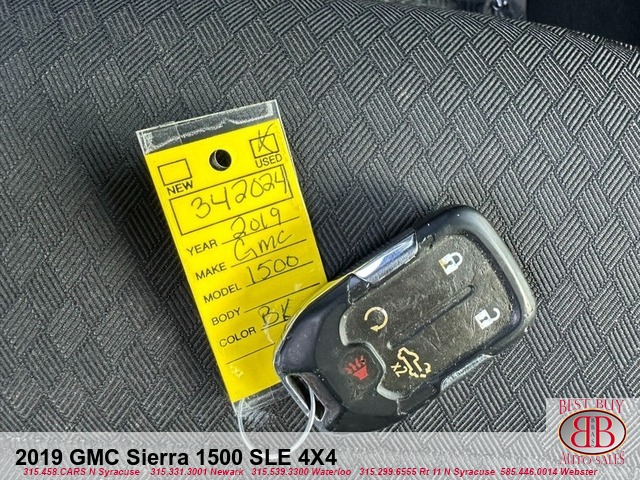 NEW
USED
342024
YEAR 2019
MAKE GMC
MODEL 1500
BODY
COLOR BK
BEST BUY
BB
AUTO SALES
2019 GMC Sierra 1500 SLE 4X4
315.458.CARS N Syracuse 315.331.3001 Newark 315.539.3300 Waterloo 315.299.6555 Rt 11 N Syracuse 585.446.0014 Webster